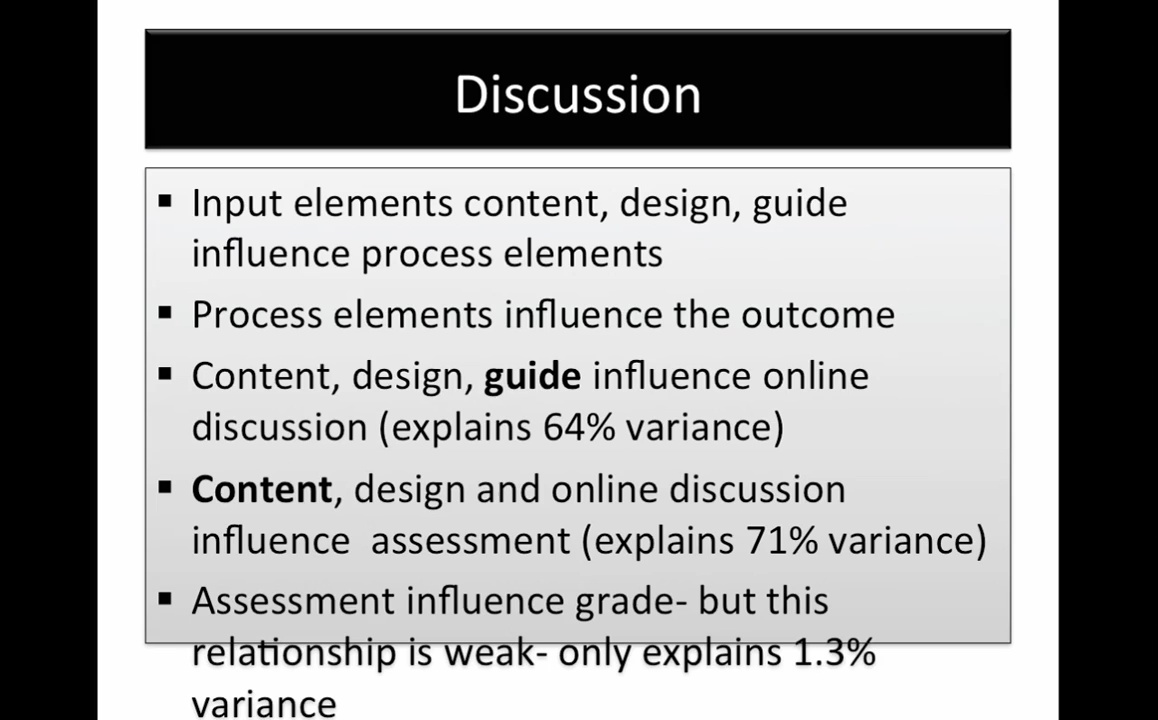 Discussion
▪ Input elements content, design, guide
influence process elements
▪ Process elements influence the outcome
▪ Content, design, guide influence online
discussion (explains 64% variance)
▪ Content, design and online discussion
influence  assessment (explains 71% variance)
▪ Assessment influence grade- but this
relationship is weak- only explains 1.3%
variance